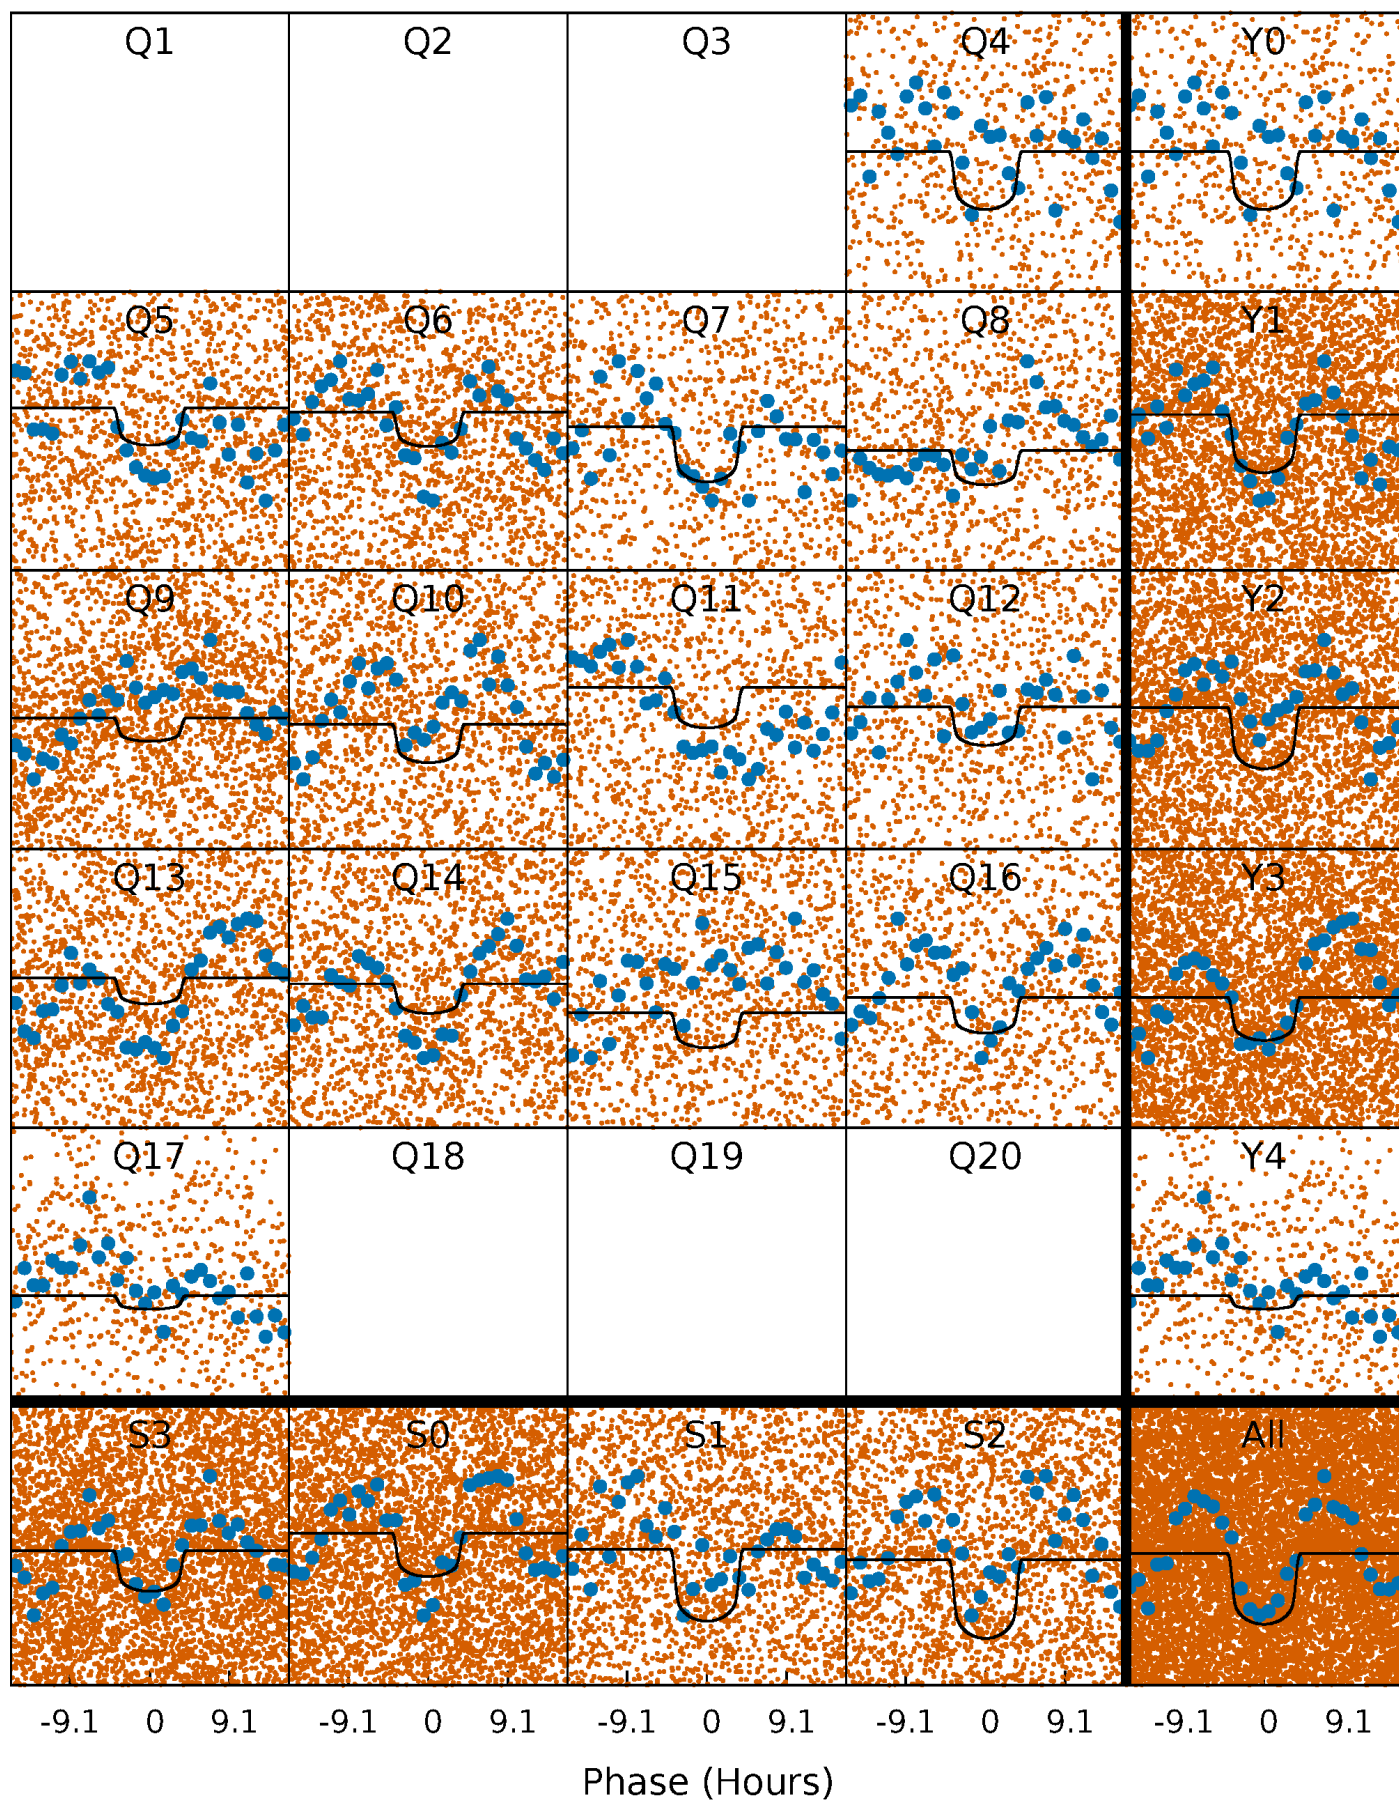 Q1 Q2 Q3 Q4 Y0
Q5 Q6 Q7 Q8 Y1
Q9 Q10 Q11 Q12 Y2
Q13 Q14 Q15 Q16 Y3
Q17 Q18 Q19 Q20 Y4
S3 S0 S1 S2 All
-9.1 0 9.1 -9.1 0 9.1 -9.1 0 9.1 -9.1 0 9.1 -9.1 0 9.1
Phase (Hours)